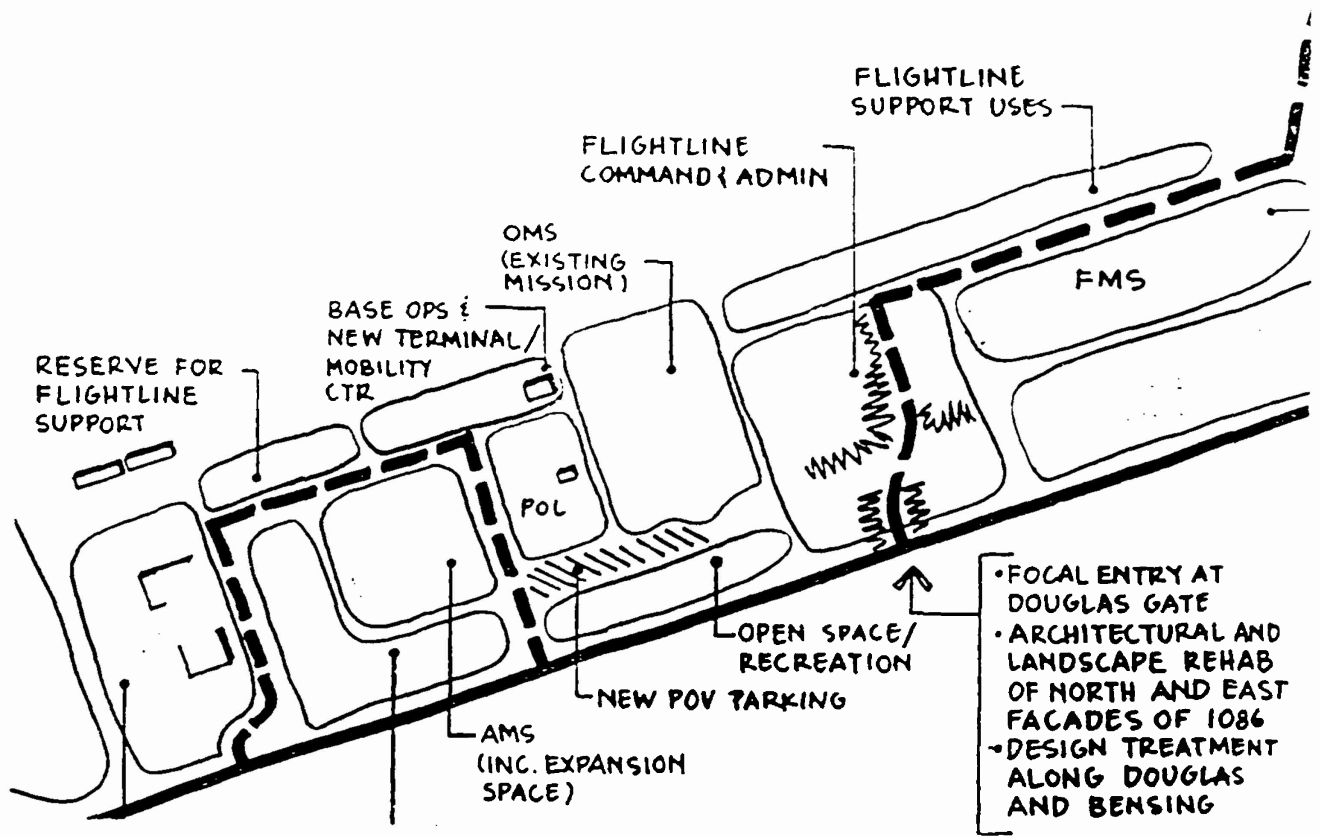 FLIGHTLINE
SUPPORT USES
FLIGHTLINE
COMMAND & ADMIN
OMS
(EXISTING
MISSION)
BASE OPS &
NEW TERMINAL/
MOBILITY
CTR
RESERVE FOR
FLIGHTLINE
SUPPORT
FMS
POL
OPEN SPACE/
RECREATION
NEW POV PARKING
AMS
(INC. EXPANSION
SPACE)
• FOCAL ENTRY AT
DOUGLAS GATE
• ARCHITECTURAL AND
LANDSCAPE REHAB
OF NORTH AND EAST
FACADES OF 1086
• DESIGN TREATMENT
ALONG DOUGLAS
AND BENSING